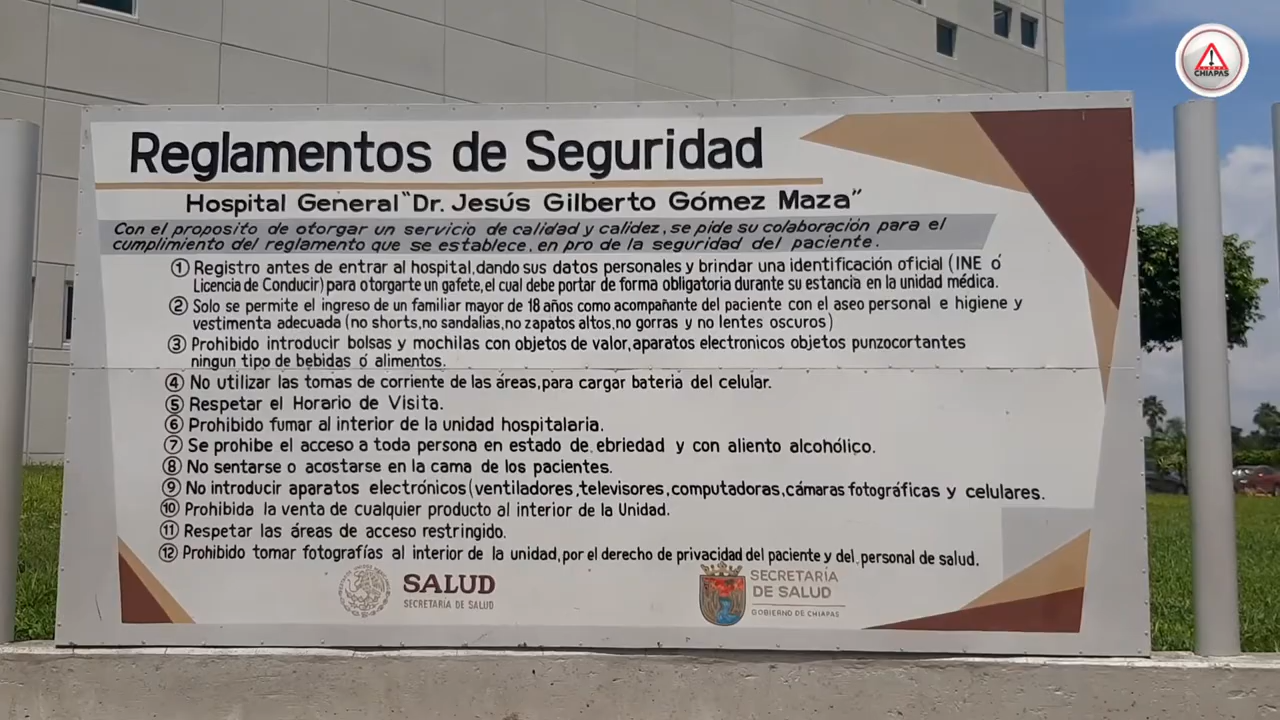 CHIAPAS
Reglamentos de Seguridad
Hospital General "Dr. Jesús Gilberto Gómez Maza"
Con el proposito de otorgar un servicio de calidad y calidez, se pide su colaboración para el
cumplimiento del reglamento que se establece, en pro de la seguridad del paciente.
1 Registro antes de entrar al hospital, dando sus datos personales y brindar una identificación oficial (INE ó
Licencia de Conducir) para otorgarte un gafete, el cual debe portar de forma obligatoria durante su estancia en la unidad médica.
2 Solo se permite el ingreso de un familiar mayor de 18 años como acompañante del paciente con el aseo personal e higiene y
vestimenta adecuada (no shorts, no sandalias, no zapatos altos, no gorras y no lentes oscuros)
3 Prohibido introducir bolsas y mochilas con objetos de valor, aparatos electronicos objetos punzocortantes
ningun tipo de bebidas ó alimentos.
4 No utilizar las tomas de corriente de las áreas, para cargar bateria del celular.
5 Respetar el Horario de Visita.
6 Prohibido fumar al interior de la unidad hospitalaria.
7 Se prohibe el acceso a toda persona en estado de ebriedad y con aliento alcohólico.
8 No sentarse o acostarse en la cama de los pacientes.
9 No introducir aparatos electrónicos (ventiladores, televisores, computadoras, cámaras fotográficas y celulares.
10 Prohibida la venta de cualquier producto al interior de la Unidad.
11 Respetar las áreas de acceso restringido.
12 Prohibido tomar fotografías al interior de la unidad, por el derecho de privacidad del paciente y del, personal de salud.
SALUD
SECRETARÍA DE SALUD
SECRETARÍA
DE SALUD
GOBIERNO DE CHIAPAS